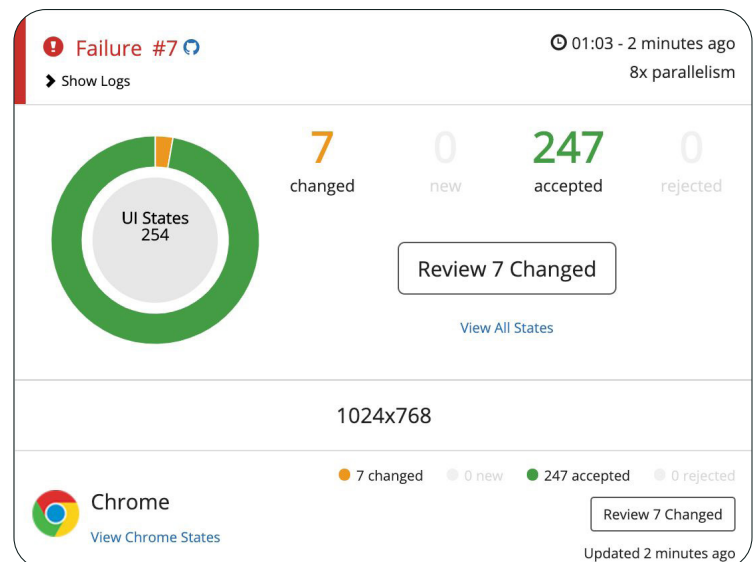 Failure #7
01:03 - 2 minutes ago
Show Logs
8x parallelism
7
0
247
0
changed
new
accepted
rejected
UI States
254
Review 7 Changed
View All States
1024x768
7 changed
0 new
247 accepted
0 rejected
Chrome
Review 7 Changed
View Chrome States
Updated 2 minutes ago